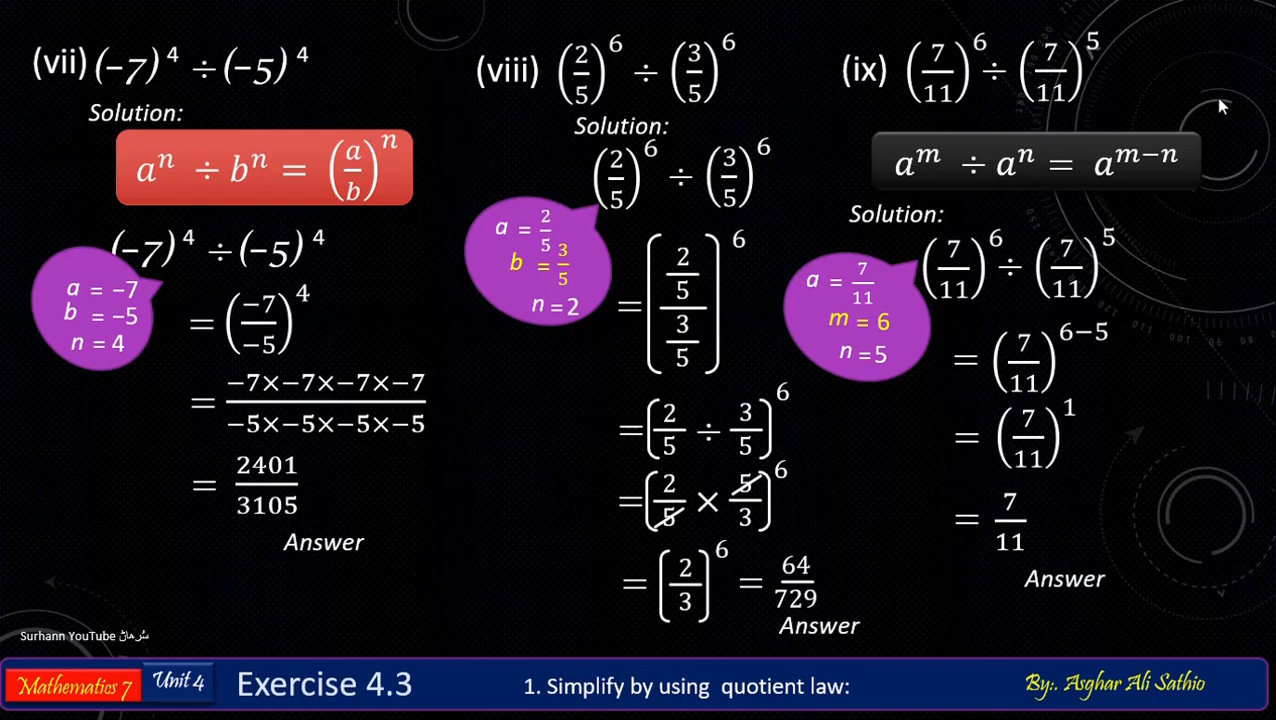 (vii) (−7)⁴ ÷ (−5)⁴
Solution:
aⁿ ÷ bⁿ = (a/b)ⁿ
(−7)⁴ ÷ (−5)⁴
a = −7
b = −5
n = 4
= (−7/−5)⁴
= −7×−7×−7×−7/−5×−5×−5×−5
= 2401/3105
Answer
(viii) (2/5)⁶ ÷ (3/5)⁶
Solution:
(2/5)⁶ ÷ (3/5)⁶
a = 2/5
b = 3/5
n = 2
= [2/5 / 3/5]⁶
= [2/5 ÷ 3/5]⁶
= [2/5 × 5/3]⁶
= [2/3]⁶ = 64/729
Answer
(ix) (7/11)⁶ ÷ (7/11)⁵
aᵐ ÷ aⁿ = aᵐ⁻ⁿ
Solution:
(7/11)⁶ ÷ (7/11)⁵
a = 7/11
m = 6
n = 5
= (7/11)⁶⁻⁵
= (7/11)¹
= 7/11
Answer
Surhann YouTube سُرهاڻ
Mathematics 7 Unit 4 Exercise 4.3 1. Simplify by using quotient law: By:. Asghar Ali Sathio